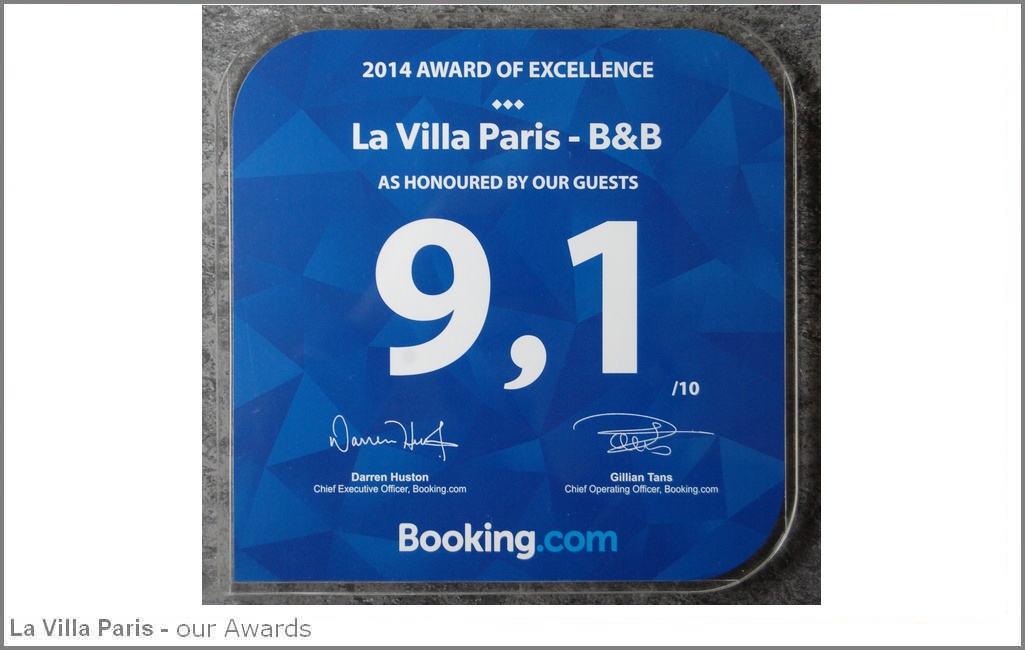 2014 AWARD OF EXCELLENCE
La Villa Paris - B&B
AS HONOURED BY OUR GUESTS
9,1
/10
Darren Huston
Darren Huston
Chief Executive Officer, Booking.com
Gillian Tans
Chief Operating Officer, Booking.com
Booking.com
La Villa Paris - our Awards